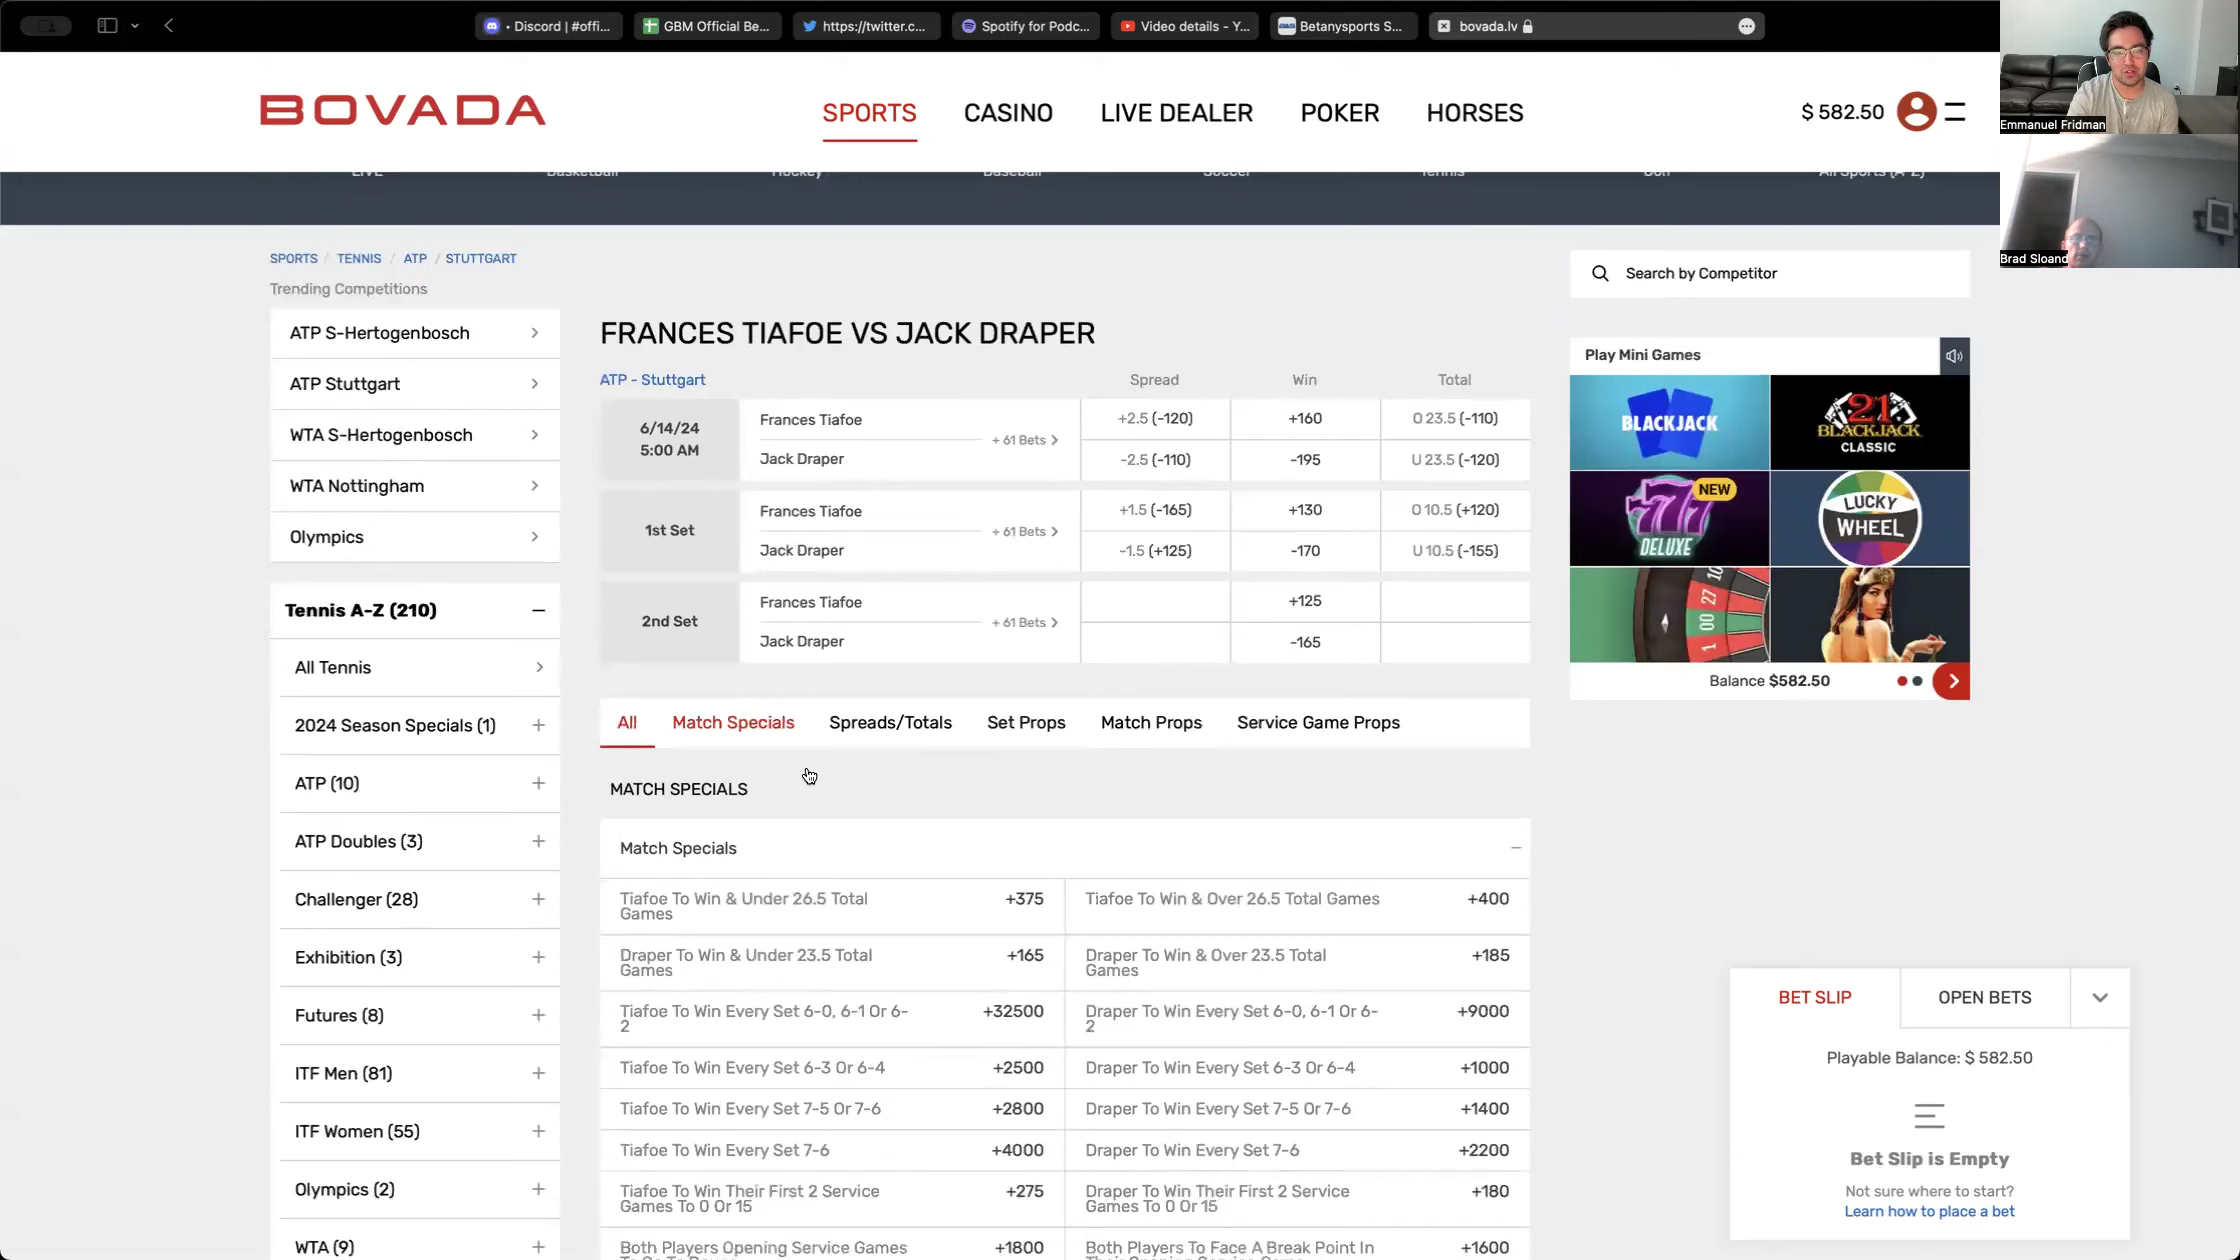 • Discord | #offi...
GBM Official Be...
https://twitter.c...
Spotify for Podc...
Video details - Y...
Betanysports S...
bovada.lv
BOVADA
SPORTS
CASINO
LIVE DEALER
POKER
HORSES
$ 582.50
Emmanuel Fridman
Brad Sloand
LIVE
Basketball
Hockey
Baseball
Soccer
Tennis
Golf
All Sports (A-Z)
SPORTS / TENNIS / ATP / STUTTGART
Trending Competitions
ATP S-Hertogenbosch
ATP Stuttgart
WTA S-Hertogenbosch
WTA Nottingham
Olympics
Tennis A-Z (210)
All Tennis
2024 Season Specials (1)
ATP (10)
ATP Doubles (3)
Challenger (28)
Exhibition (3)
Futures (8)
ITF Men (81)
ITF Women (55)
Olympics (2)
WTA (9)
FRANCES TIAFOE VS JACK DRAPER
ATP - Stuttgart
Spread
Win
Total
6/14/24
5:00 AM
Frances Tiafoe
Jack Draper
+ 61 Bets
+2.5 (-120)
+160
O 23.5 (-110)
-2.5 (-110)
-195
U 23.5 (-120)
1st Set
Frances Tiafoe
Jack Draper
+ 61 Bets
+1.5 (-165)
+130
O 10.5 (+120)
-1.5 (+125)
-170
U 10.5 (-155)
2nd Set
Frances Tiafoe
Jack Draper
+ 61 Bets
+125
-165
All
Match Specials
Spreads/Totals
Set Props
Match Props
Service Game Props
MATCH SPECIALS
Match Specials
Tiafoe To Win & Under 26.5 Total
Games
+375
Tiafoe To Win & Over 26.5 Total Games
+400
Draper To Win & Under 23.5 Total
Games
+165
Draper To Win & Over 23.5 Total
Games
+185
Tiafoe To Win Every Set 6-0, 6-1 Or 6-
2
+32500
Draper To Win Every Set 6-0, 6-1 Or 6-
2
+9000
Tiafoe To Win Every Set 6-3 Or 6-4
+2500
Draper To Win Every Set 6-3 Or 6-4
+1000
Tiafoe To Win Every Set 7-5 Or 7-6
+2800
Draper To Win Every Set 7-5 Or 7-6
+1400
Tiafoe To Win Every Set 7-6
+4000
Draper To Win Every Set 7-6
+2200
Tiafoe To Win Their First 2 Service
Games To 0 Or 15
+275
Draper To Win Their First 2 Service
Games To 0 Or 15
+180
Both Players Opening Service Games
+1800
Both Players To Face A Break Point In
+1600
Search by Competitor
Play Mini Games
BLACKJACK
21
BLACKJACK
CLASSIC
NEW
777
DELUXE
LUCKY
WHEEL
10
27
00
1
Balance $582.50
BET SLIP
OPEN BETS
Playable Balance: $ 582.50
Bet Slip is Empty
Not sure where to start?
Learn how to place a bet